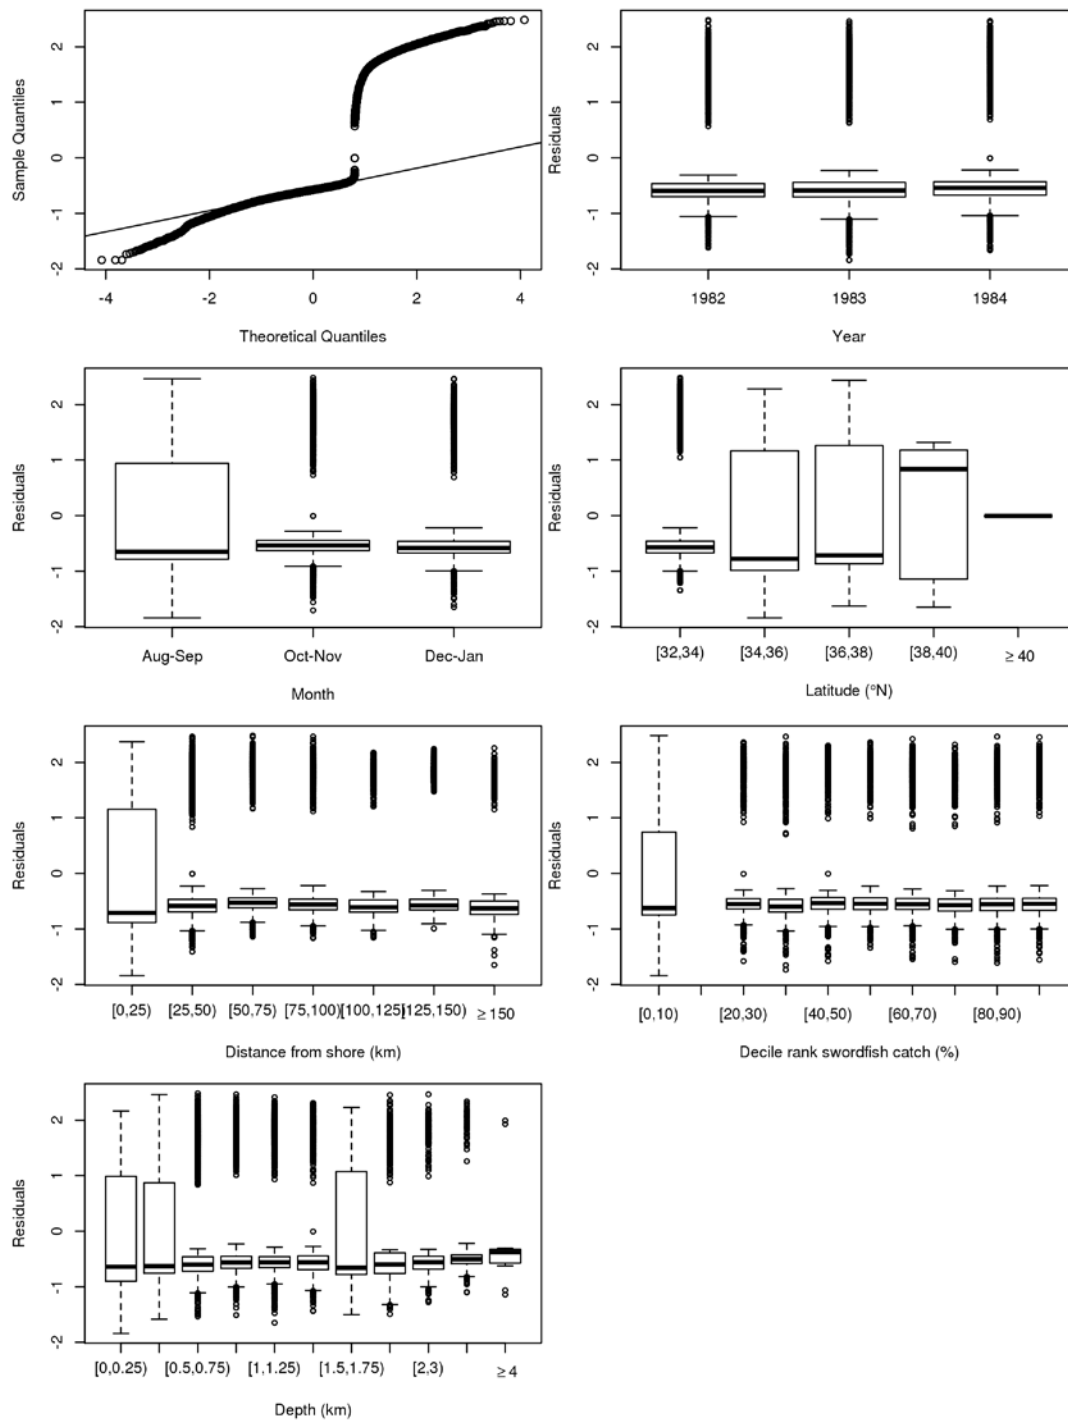 Sample Quantiles
2
1
0
-1
-2
-4 -2 0 2 4
Theoretical Quantiles
Residuals
2
1
0
-1
-2
1982 1983 1984
Year
Residuals
2
1
0
-1
-2
Aug-Sep Oct-Nov Dec-Jan
Month
Residuals
2
1
0
-1
-2
[32,34) [34,36) [36,38) [38,40) ≥ 40
Latitude (°N)
Residuals
2
1
0
-1
-2
[0,25) [25,50) [50,75) [75,100) [100,125) [125,150) ≥ 150
Distance from shore (km)
Residuals
2
1
0
-1
-2
[0,10) [20,30) [40,50) [60,70) [80,90)
Decile rank swordfish catch (%)
Residuals
2
1
0
-1
-2
[0,0.25) [0.5,0.75) [1,1.25) [1.5,1.75) [2,3) ≥ 4
Depth (km)